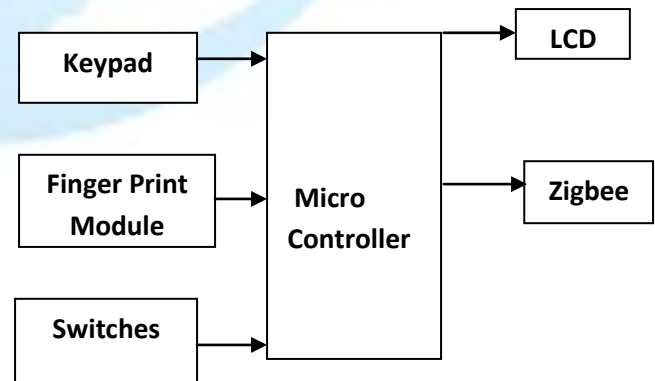 Keypad
LCD
Finger Print
Module
Micro
Controller
Zigbee
Switches